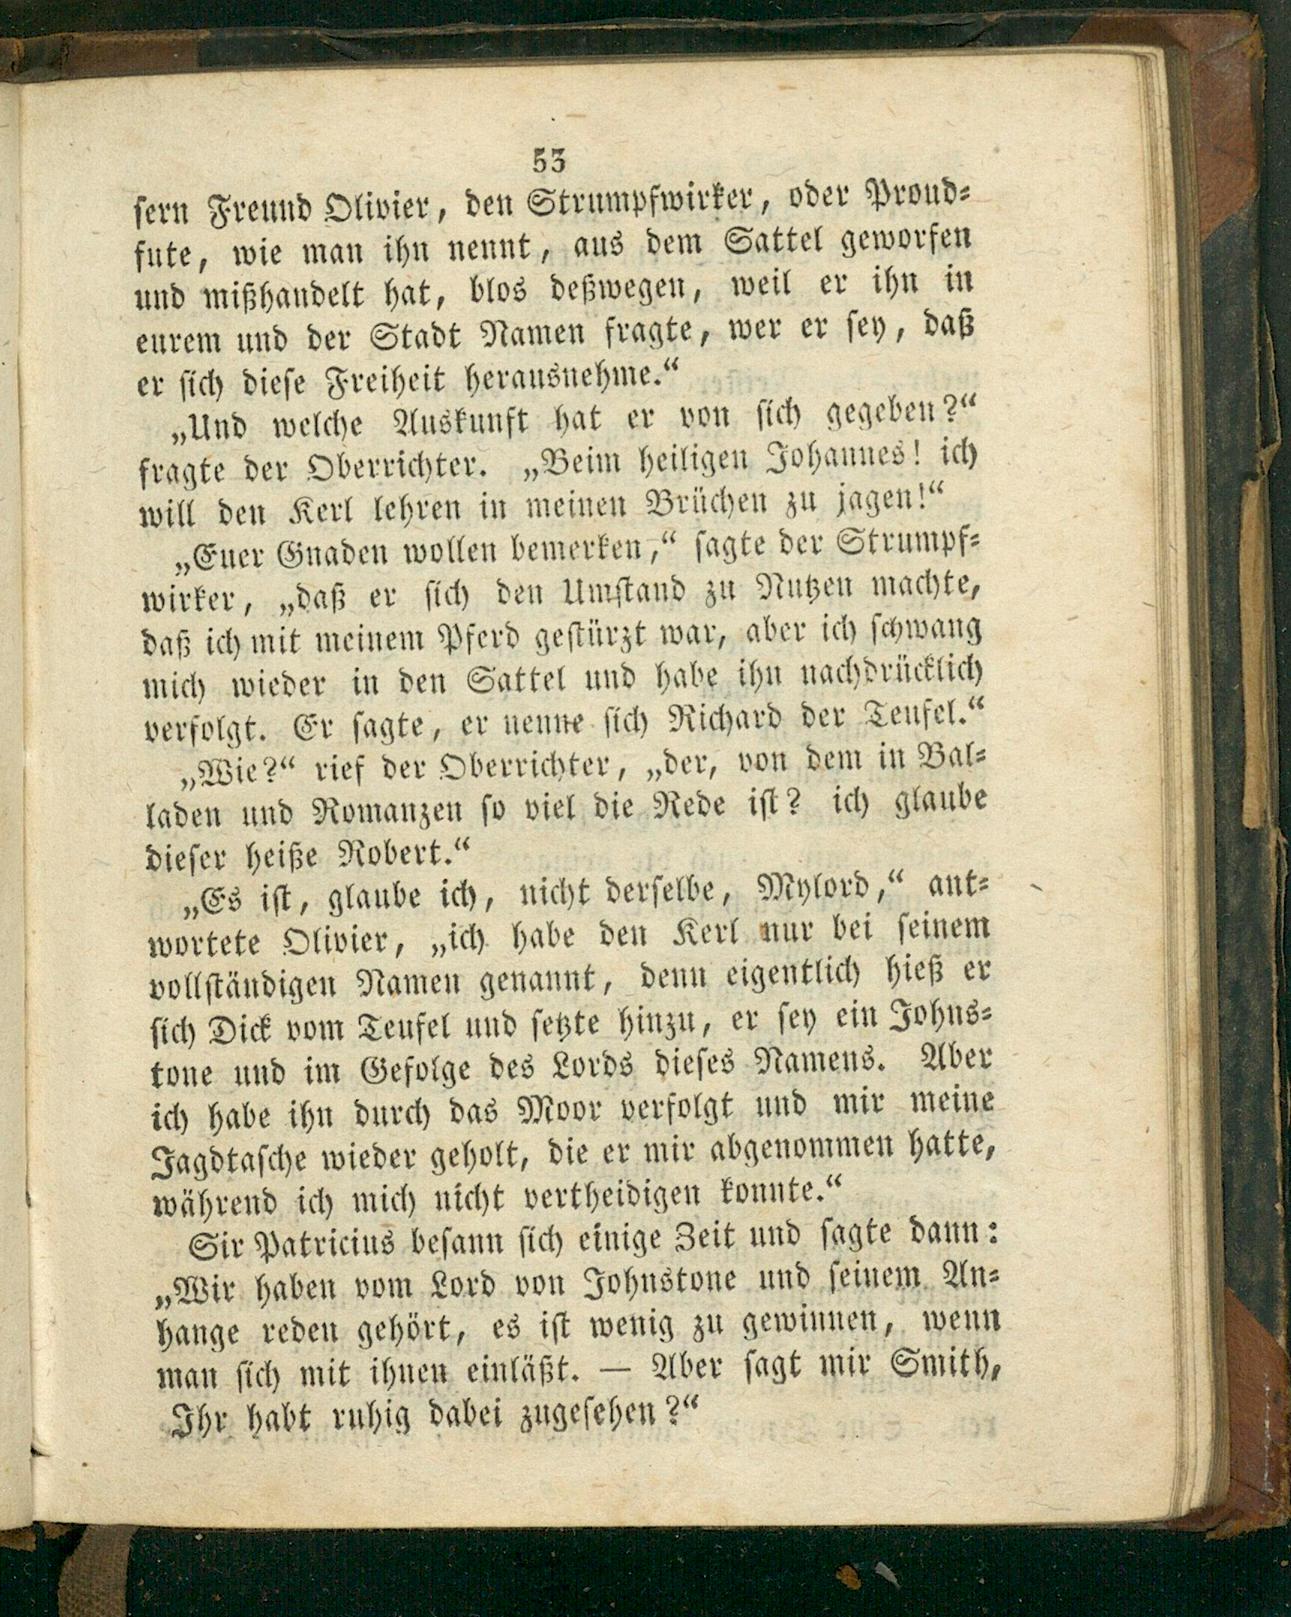 53
sern Freund Olivier, den Strumpfwirker, oder Proud-
fute, wie man ihn nennt, aus dem Sattel geworfen
und mißhandelt hat, blos deßwegen, weil er ihn in
eurem und der Stadt Namen fragte, wer er sey, daß
er sich diese Freiheit herausnehme.“
„Und welche Auskunft hat er von sich gegeben?“
fragte der Oberrichter. „Beim heiligen Johannes! ich
will den Kerl lehren in meinen Brüchen zu jagen!“
„Euer Gnaden wollen bemerken,“ sagte der Strumpf-
wirker, „daß er sich den Umstand zu Nutzen machte,
daß ich mit meinem Pferd gestürzt war, aber ich schwang
mich wieder in den Sattel und habe ihn nachdrücklich
verfolgt. Er sagte, er nenne sich Richard der Teufel.“
„Wie?“ rief der Oberrichter, „der, von dem in Bal-
laden und Romanzen so viel die Rede ist? ich glaube
dieser heiße Robert.“
„Es ist, glaube ich, nicht derselbe, Mylord,“ ant-
wortete Olivier, „ich habe den Kerl nur bei seinem
vollständigen Namen genannt, denn eigentlich hieß er
sich Dick vom Teufel und setzte hinzu, er sey ein Johns-
tone und im Gefolge des Lords dieses Namens. Aber
ich habe ihn durch das Moor verfolgt und mir meine
Jagdtasche wieder geholt, die er mir abgenommen hatte,
während ich mich nicht vertheidigen konnte.“
Sir Patricius besann sich einige Zeit und sagte dann:
„Wir haben vom Lord von Johnstone und seinem An-
hange reden gehört, es ist wenig zu gewinnen, wenn
man sich mit ihnen einläßt. — Aber sagt mir Smith,
Ihr habt ruhig dabei zugesehen?“